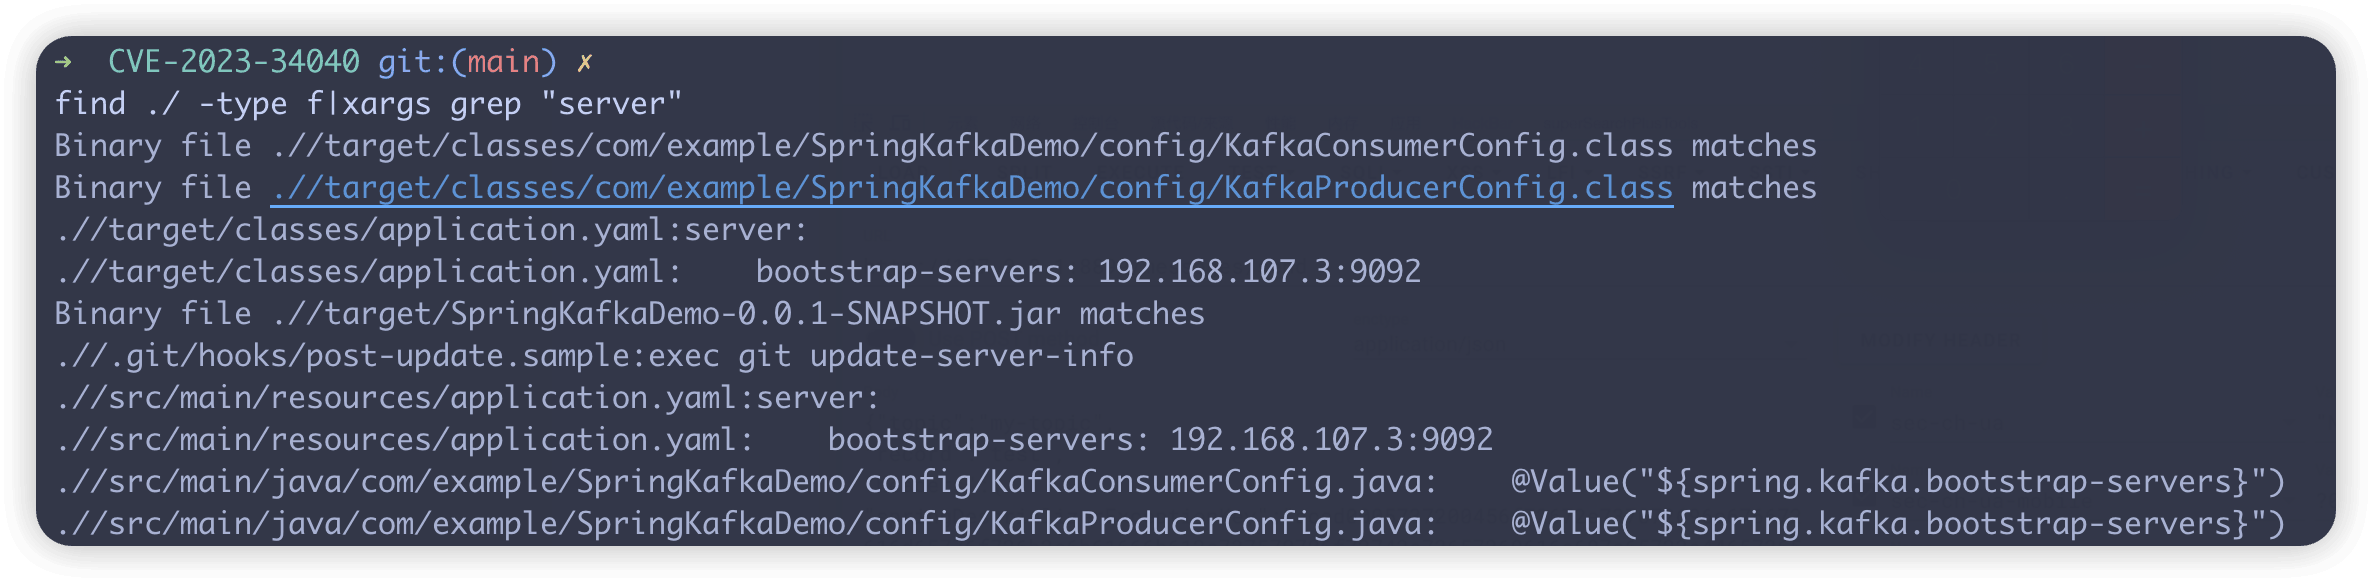 ➜  CVE-2023-34040 git:(main) ✗
find ./ -type f|xargs grep "server"
Binary file .//target/classes/com/example/SpringKafkaDemo/config/KafkaConsumerConfig.class matches
Binary file .//target/classes/com/example/SpringKafkaDemo/config/KafkaProducerConfig.class matches
.//target/classes/application.yaml:server:
.//target/classes/application.yaml:    bootstrap-servers: 192.168.107.3:9092
Binary file .//target/SpringKafkaDemo-0.0.1-SNAPSHOT.jar matches
.//.git/hooks/post-update.sample:exec git update-server-info
.//src/main/resources/application.yaml:server:
.//src/main/resources/application.yaml:    bootstrap-servers: 192.168.107.3:9092
.//src/main/java/com/example/SpringKafkaDemo/config/KafkaConsumerConfig.java:    @Value("${spring.kafka.bootstrap-servers}")
.//src/main/java/com/example/SpringKafkaDemo/config/KafkaProducerConfig.java:    @Value("${spring.kafka.bootstrap-servers}")